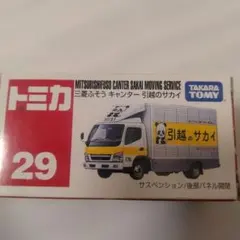 トミカ
MITSUBISHI FUSO CANTER SAKAI MOVING SERVICE
三菱ふそう キャンター 引越のサカイ
TAKARA TOMY
29
引越のサカイ
サスペンション/後部パネル開閉